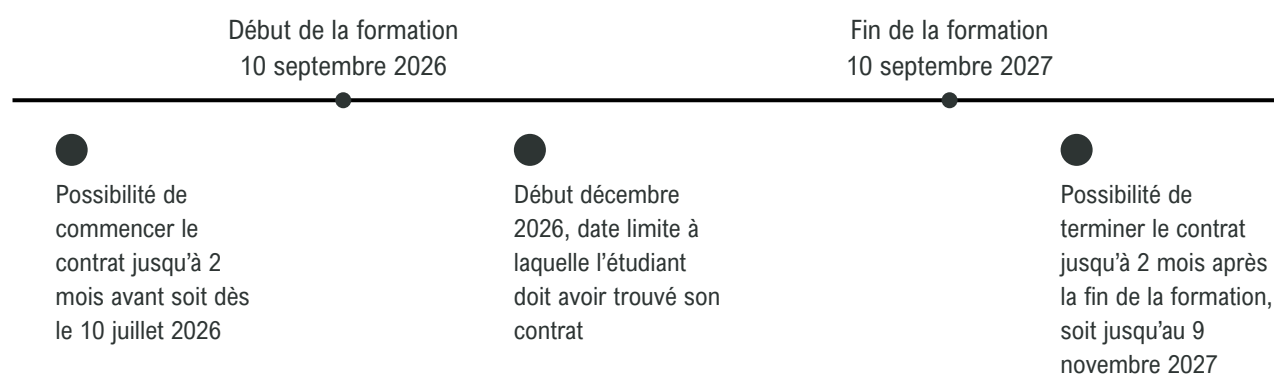 Début de la formation
10 septembre 2026
Fin de la formation
10 septembre 2027
Possibilité de
commencer le
contrat jusqu'à 2
mois avant soit dès
le 10 juillet 2026
Début décembre
2026, date limite à
laquelle l’étudiant
doit avoir trouvé son
contrat
Possibilité de
terminer le contrat
jusqu'à 2 mois après
la fin de la formation,
soit jusqu'au 9
novembre 2027